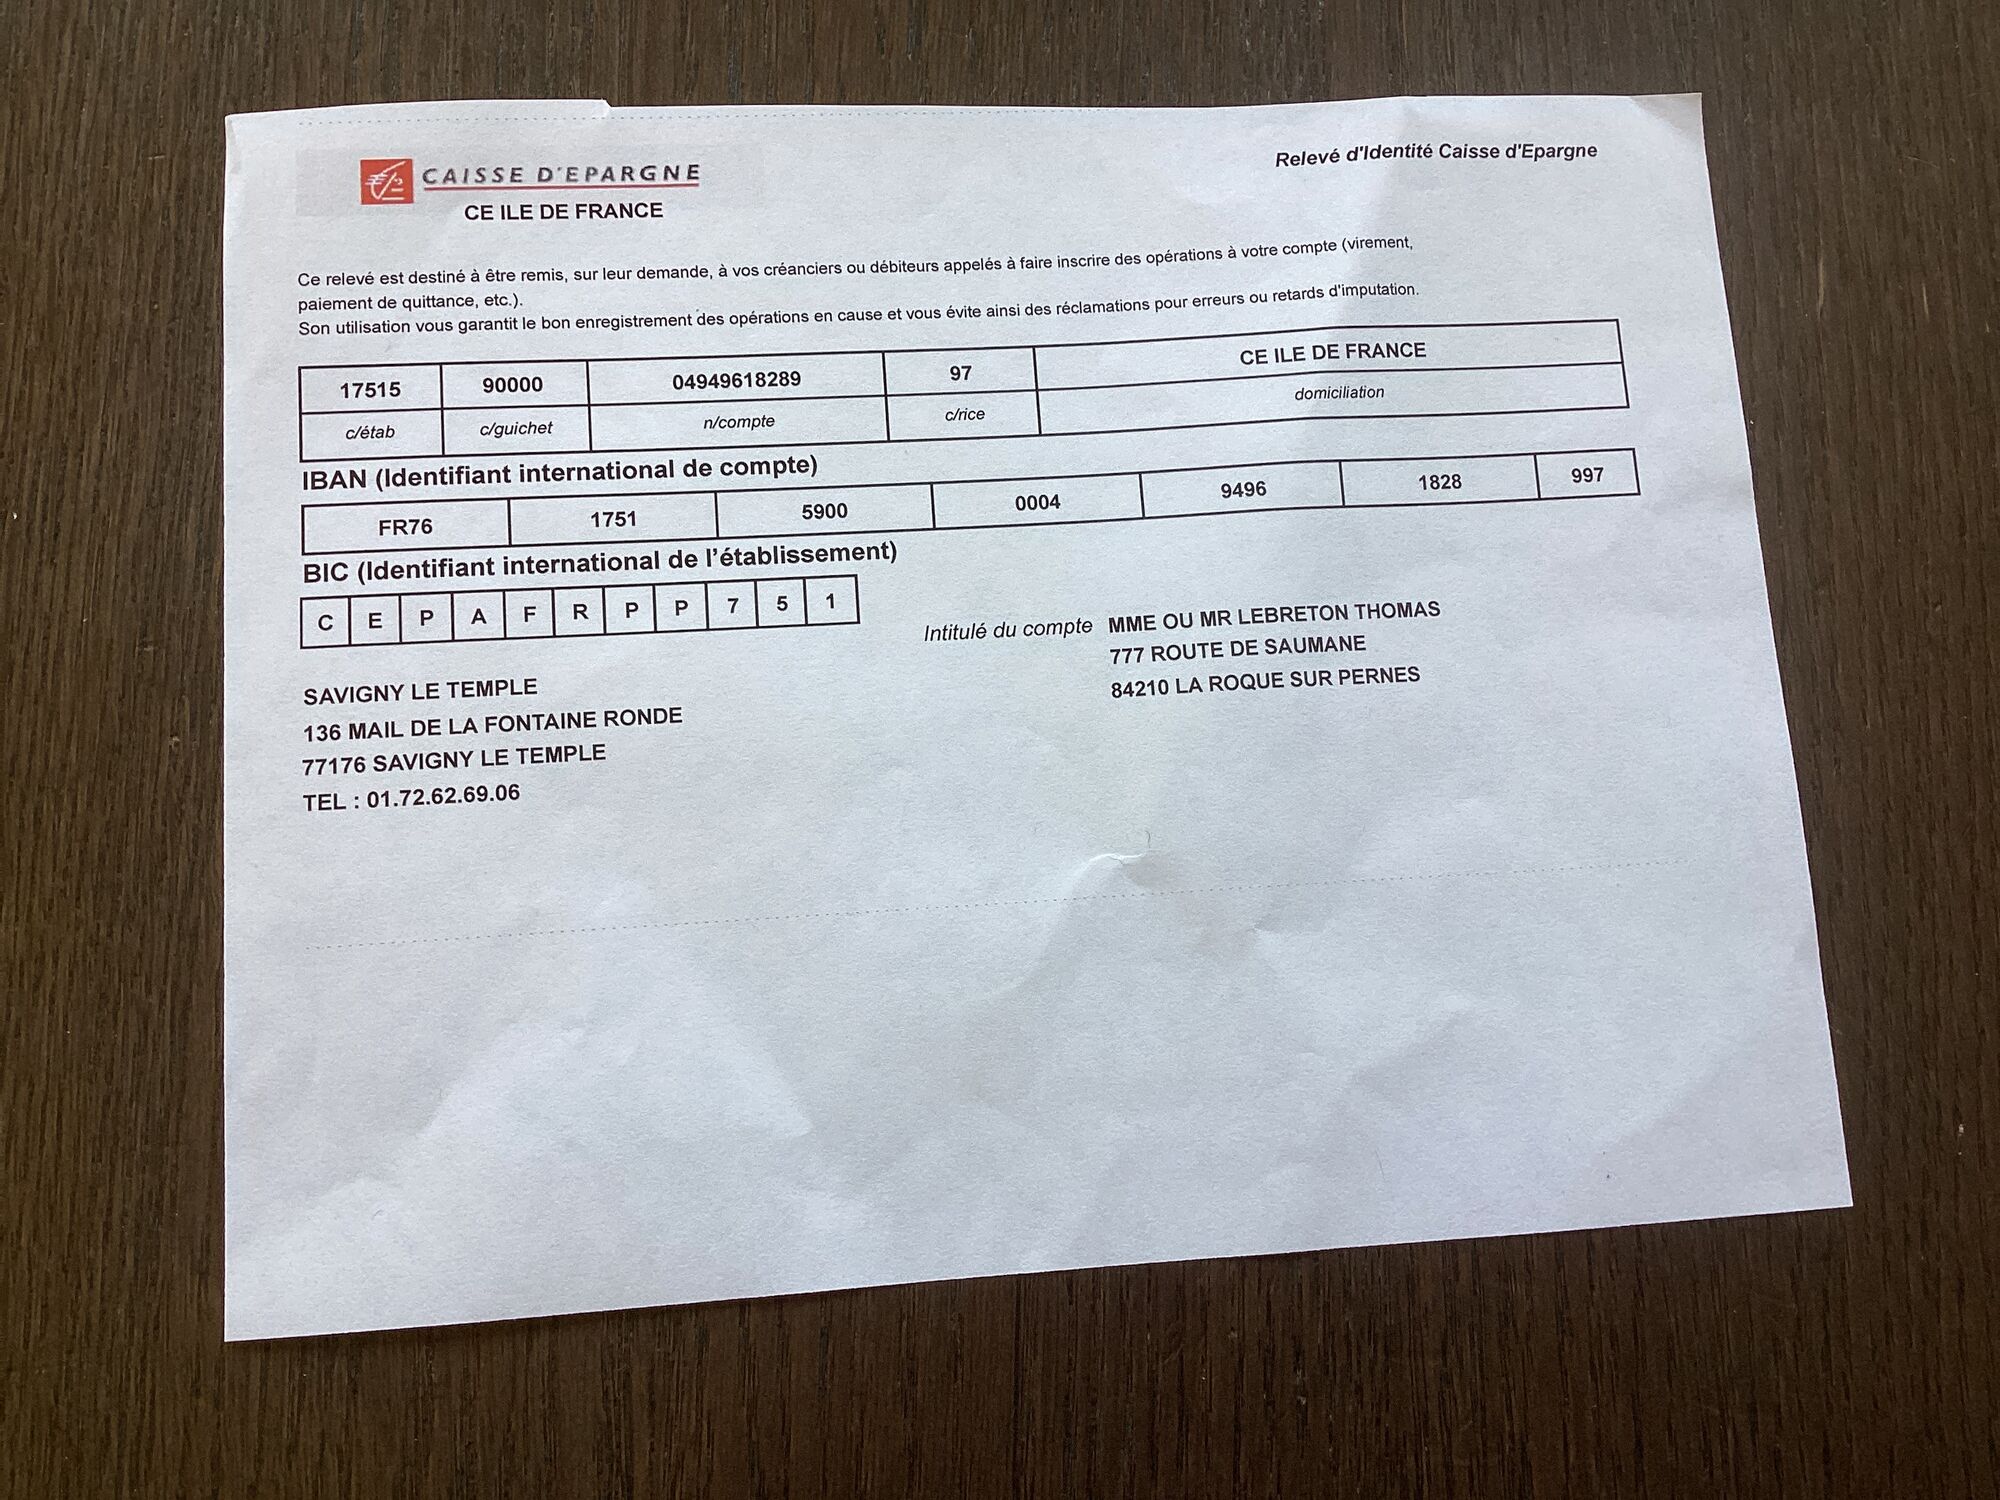 CAISSE D'EPARGNE
CE ILE DE FRANCE
Relevé d'Identité Caisse d'Epargne
Ce relevé est destiné à être remis, sur leur demande, à vos créanciers ou débiteurs appelés à faire inscrire des opérations à votre compte (virement,
paiement de quittance, etc.).
Son utilisation vous garantit le bon enregistrement des opérations en cause et vous évite ainsi des réclamations pour erreurs ou retards d'imputation.
17515 90000 04949618289 97 CE ILE DE FRANCE
c/étab c/guichet n/compte c/rice domiciliation
IBAN (Identifiant international de compte)
FR76 1751 5900 0004 9496 1828 997
BIC (Identifiant international de l'établissement)
C E P A F R P P 7 5 1
Intitulé du compte MME OU MR LEBRETON THOMAS
777 ROUTE DE SAUMANE
84210 LA ROQUE SUR PERNES
SAVIGNY LE TEMPLE
136 MAIL DE LA FONTAINE RONDE
77176 SAVIGNY LE TEMPLE
TEL : 01.72.62.69.06